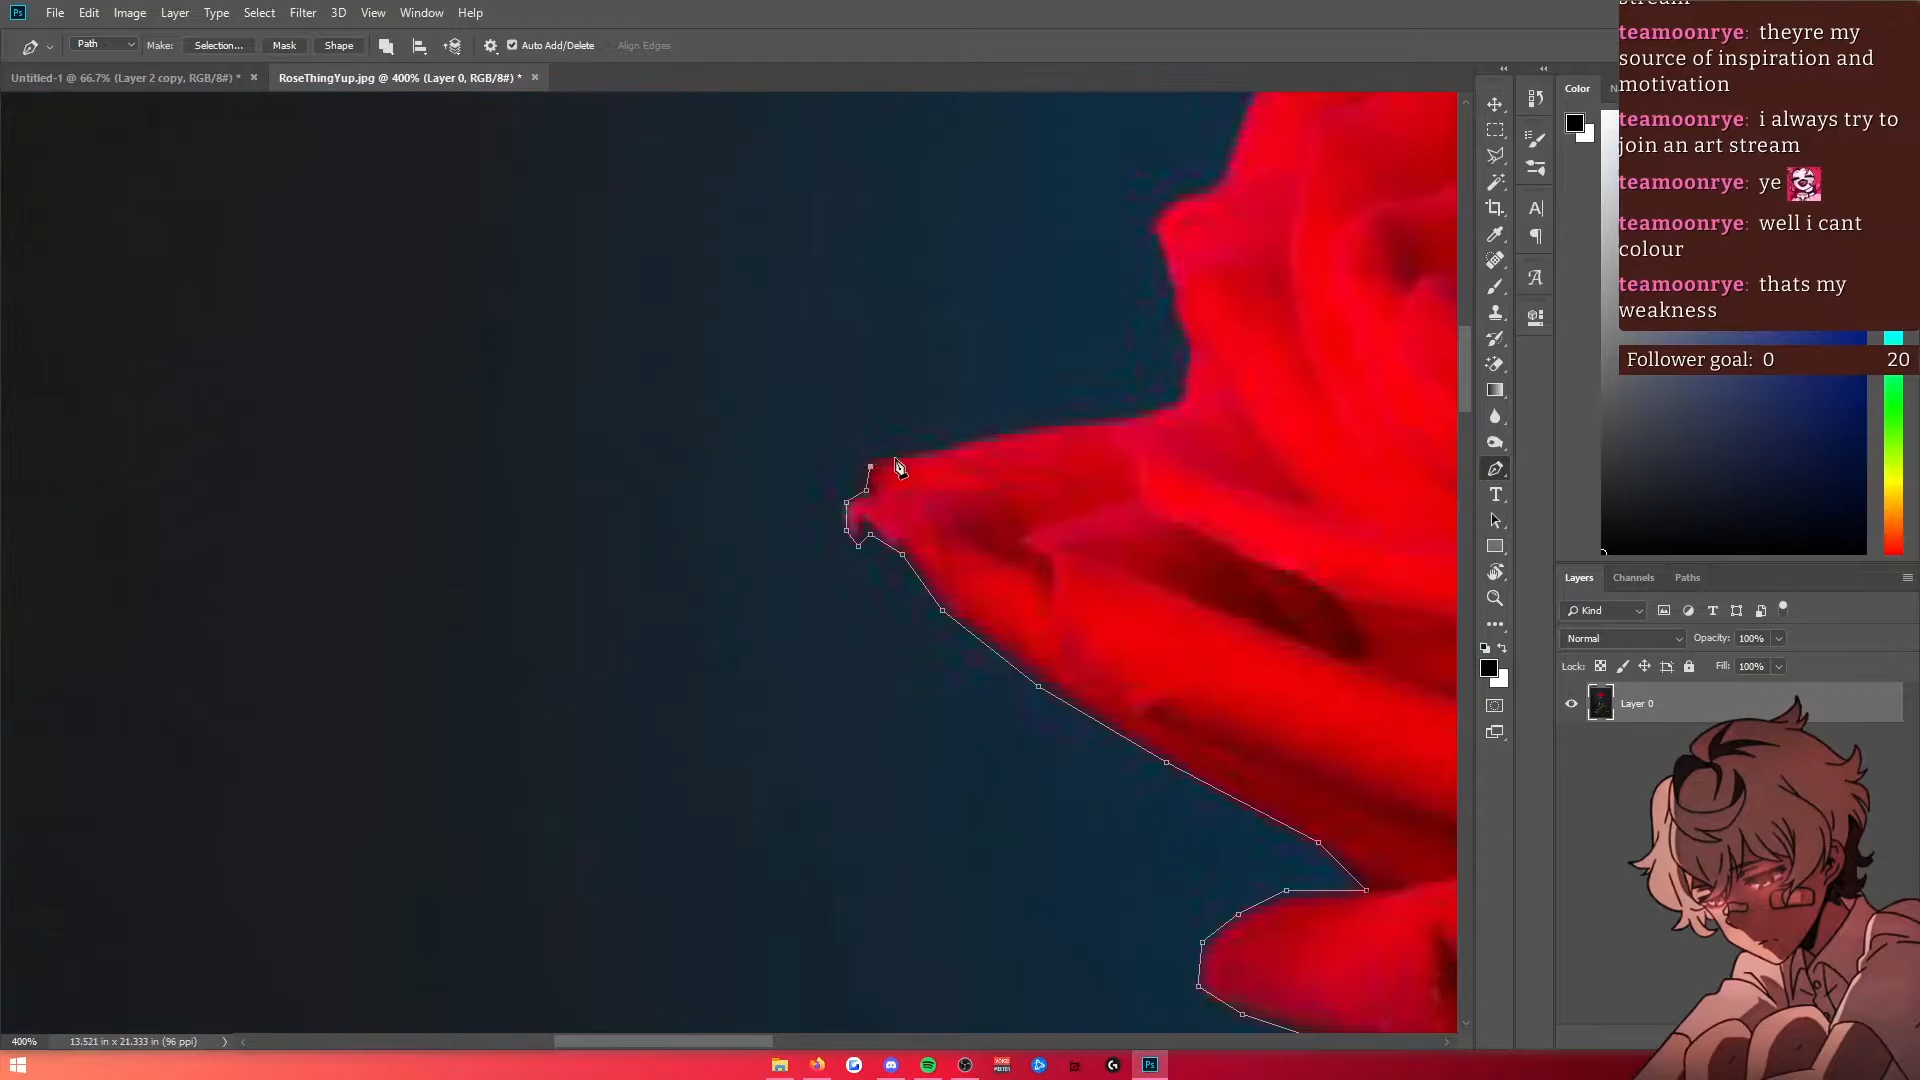 Ps File Edit Image Layer Type Select Filter 3D View Window Help
stream
Path Make: Selection... Mask Shape Auto Add/Delete Align Edges
teamoonrye: theyre my
source of inspiration and
motivation
Untitled-1 @ 66.7% (Layer 2 copy, RGB/8#) * × RoseThingYup.jpg @ 400% (Layer 0, RGB/8#) * ×
Color
teamoonrye: i always try to
join an art stream
teamoonrye: ye
teamoonrye: well i cant
colour
teamoonrye: thats my
weakness
Follower goal: 0 20
Layers Channels Paths
Kind
Normal Opacity: 100%
Lock: Fill: 100%
Layer 0
400% 13.521 in x 21.333 in (96 ppi)
Ps